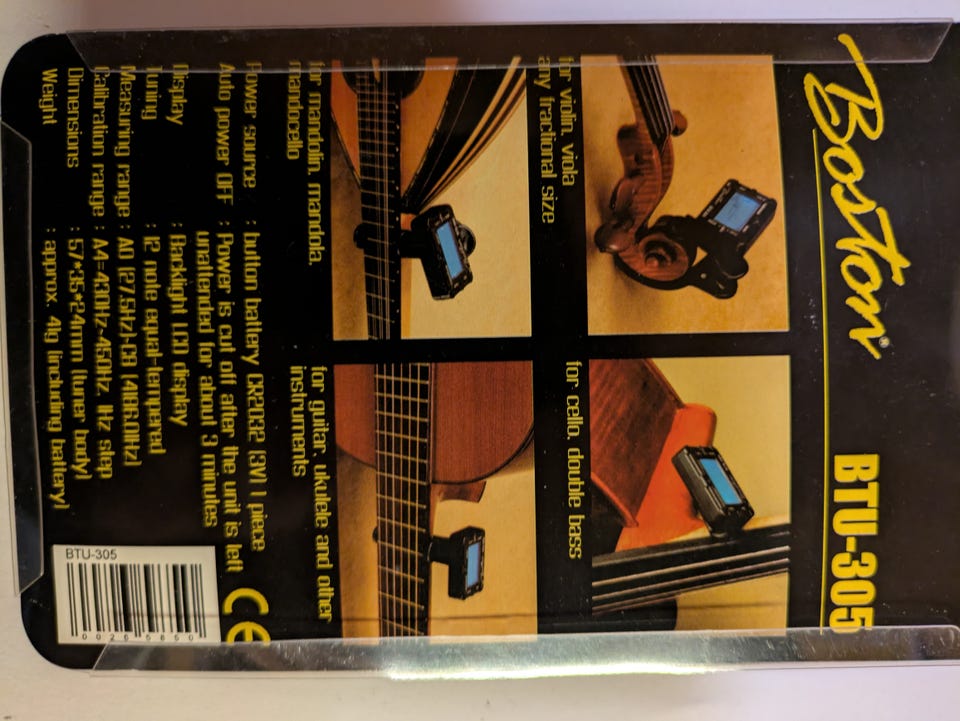 Boston® BTU-305
for violin, viola
any fractional size
for cello, double bass
for mandolin, mandola,
mandocello
for guitar, ukulele and other
instruments
Power source : button battery CR2032 (3V) 1 piece
Auto power OFF : Power is cut off after the unit is left
unattended for about 3 minutes
Display : Backlight LCD display
Tuning : 12 note equal-temperal
Measuring range : A0 (27.5Hz)-C8 (4186.0Hz)
Calibration range : A4=430Hz-450Hz, 1Hz step
Dimensions : 57*35*24mm (tuner body)
Weight : approx. 4g (including battery)
CE
BTU-305
00265850